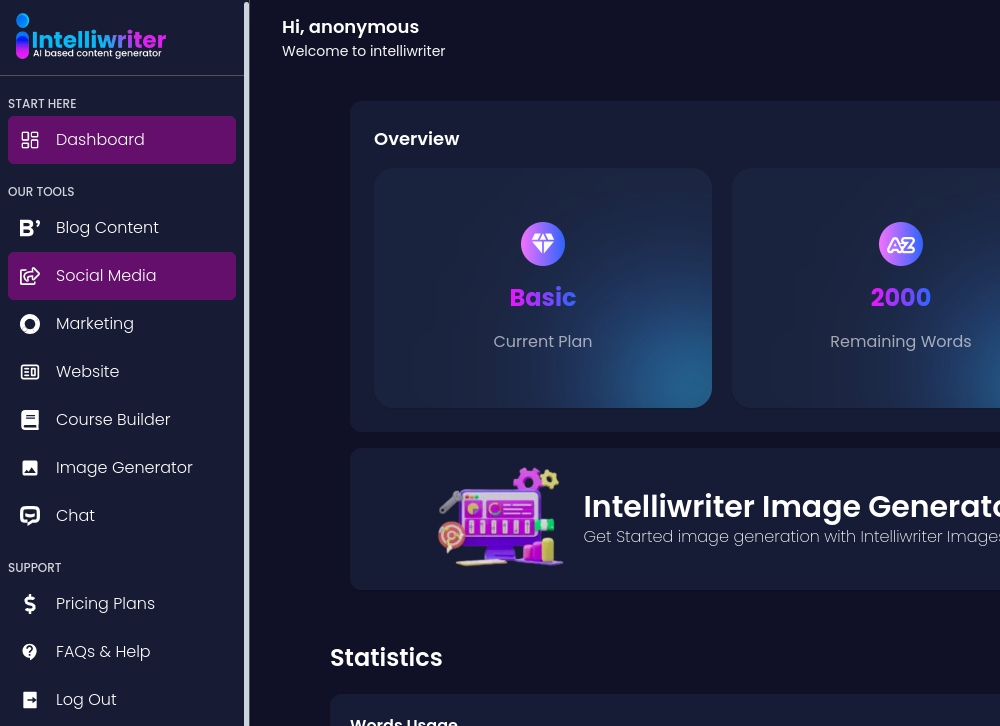 Intelliwriter
AI based content generator
START HERE
Dashboard
OUR TOOLS
B’ Blog Content
Social Media
Marketing
Website
Course Builder
Image Generator
Chat
SUPPORT
$ Pricing Plans
FAQs & Help
Log Out
Hi, anonymous
Welcome to intelliwriter
Overview
Basic
Current Plan
AZ
2000
Remaining Words
Intelliwriter Image Generato
Get Started image generation with Intelliwriter Images
Statistics
Words Usage